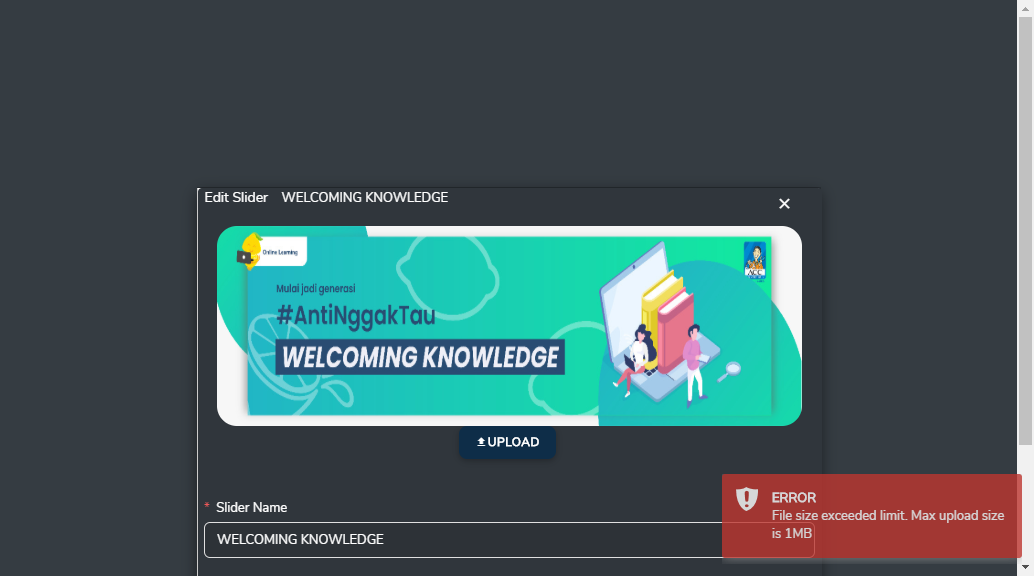 Edit Slider WELCOMING KNOWLEDGE
Online Learning
ACC
Mulai jadi generasi
#AntiNggakTau
WELCOMING KNOWLEDGE
UPLOAD
* Slider Name
WELCOMING KNOWLEDGE
ERROR
File size exceeded limit. Max upload size
is 1MB